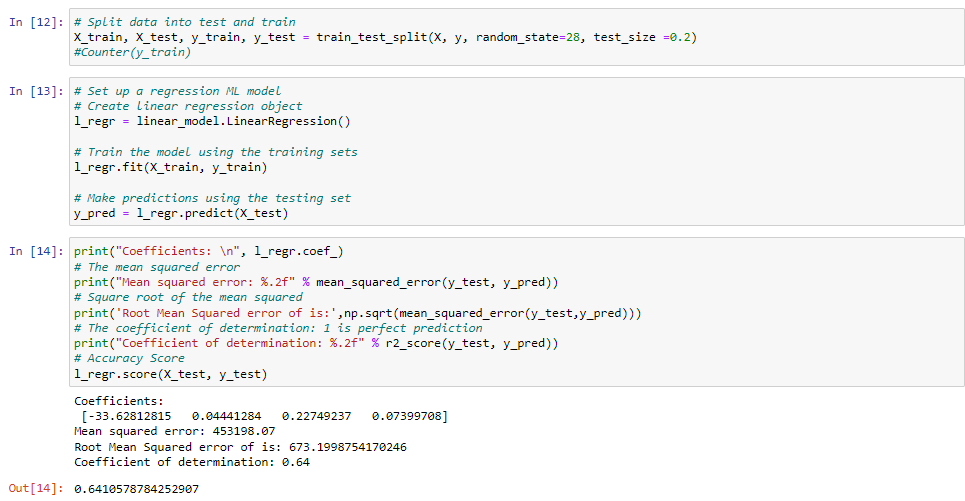 In [12]: # Split data into test and train
X_train, X_test, y_train, y_test = train_test_split(X, y, random_state=28, test_size =0.2)
#Counter(y_train)
In [13]: # Set up a regression ML model
# Create linear regression object
l_regr = linear_model.LinearRegression()
# Train the model using the training sets
l_regr.fit(X_train, y_train)
# Make predictions using the testing set
y_pred = l_regr.predict(X_test)
In [14]: print("Coefficients: \n", l_regr.coef_)
# The mean squared error
print("Mean squared error: %.2f" % mean_squared_error(y_test, y_pred))
# Square root of the mean squared
print('Root Mean Squared error of is:',np.sqrt(mean_squared_error(y_test,y_pred)))
# The coefficient of determination: 1 is perfect prediction
print("Coefficient of determination: %.2f" % r2_score(y_test, y_pred))
# Accuracy Score
l_regr.score(X_test, y_test)
Coefficients:
[-33.62812815 0.04441284 0.22749237 0.07399708]
Mean squared error: 453198.07
Root Mean Squared error of is: 673.1998754170246
Coefficient of determination: 0.64
Out[14]: 0.6410578784252907